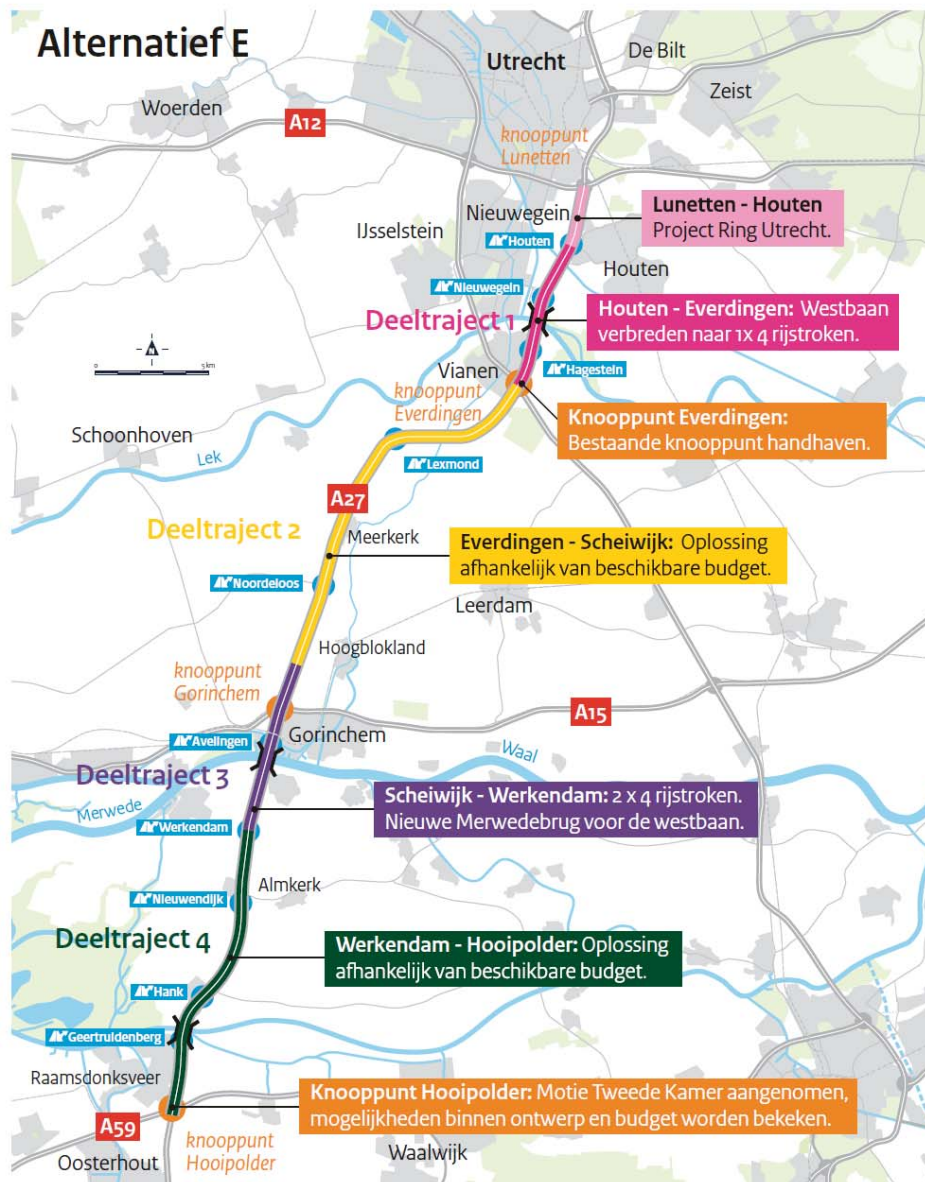 Alternatief E
Utrecht
De Bilt
Zeist
Woerden
A12
knooppunt
Lunetten
Nieuwegein
Lunetten - Houten
Project Ring Utrecht.
IJsselstein
Houten
Houten
Nieuwegein
Deeltraject 1
Houten - Everdingen: Westbaan
verbreden naar 1x 4 rijstroken.
N
0
5 km
Vianen
Hagestein
knooppunt
Everdingen
Knooppunt Everdingen:
Bestaande knooppunt handhaven.
Schoonhoven
Lek
Lexmond
A27
Deeltraject 2
Meerkerk
Everdingen - Scheiwijk: Oplossing
afhankelijk van beschikbare budget.
Noordeloos
Leerdam
Hoogblokland
knooppunt
Gorinchem
A15
Avelingen
Gorinchem
Waal
Deeltraject 3
Merwede
Scheiwijk - Werkendam: 2 x 4 rijstroken.
Nieuwe Merwedebrug voor de westbaan.
Werkendam
Almkerk
Nieuwendijk
Deeltraject 4
Werkendam - Hooipolder: Oplossing
afhankelijk van beschikbare budget.
Hank
Geertruidenberg
Raamsdonksveer
Knooppunt Hooipolder: Motie Tweede Kamer aangenomen,
mogelijkheden binnen ontwerp en budget worden bekeken.
A59
knooppunt
Hooipolder
Oosterhout
Waalwijk